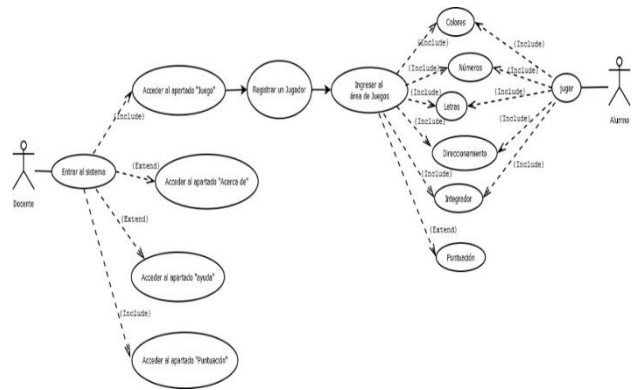 Colores
{Include}
{Include}
Números
{Include}
{Include}
Acceder al apartado "Juego"
Registrar un Jugador
Ingresar al
área de Juegos
jugar
Alumno
{Include}
{Include}
Letras
{Include}
{Include}
{Include}
Direccionamiento
Entrar al sistema
{Extend}
Acceder al apartado "Acerca de"
{Include}
{Include}
Docente
Integrador
{Extend}
{Extend}
Puntuación
Acceder al apartado "ayuda"
{Include}
Acceder al apartado "Puntuación"